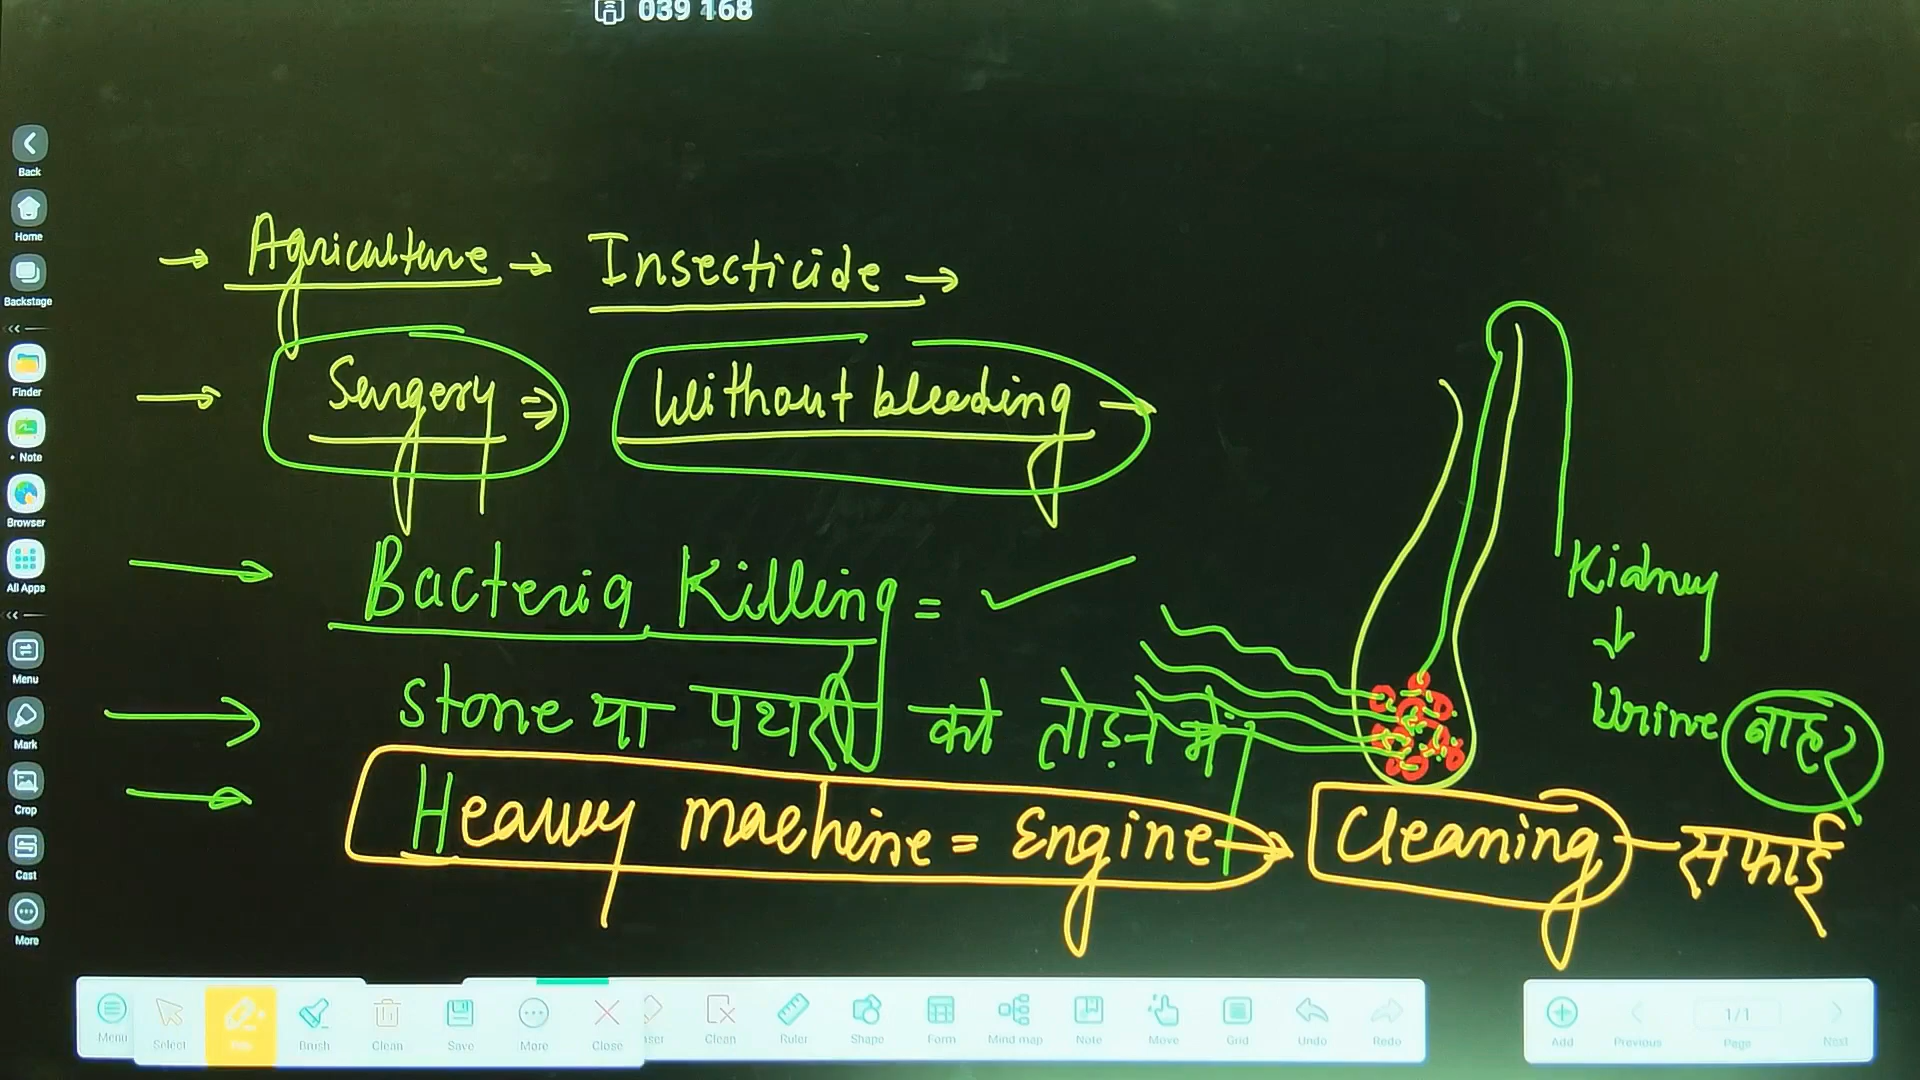 039 168
Back
Home
Backstage
Finder
Note
Browser
All Apps
Menu
Mark
Crop
Cast
More
→ Agriculture → Insecticide →
→ Surgery ⇒ Without bleeding →
→ Bacteria Killing = ✓
→ Stone या पथरी को तोड़ने में
→ Heavy machine = Engine → Cleaning - सफाई
Kidney
↓
Urine बाहर
Menu Select Pen Brush Clean Save More Close Clean Ruler Shape Form Mind map Note Move Grid Undo Redo
Add Previous 1/1 Page Next